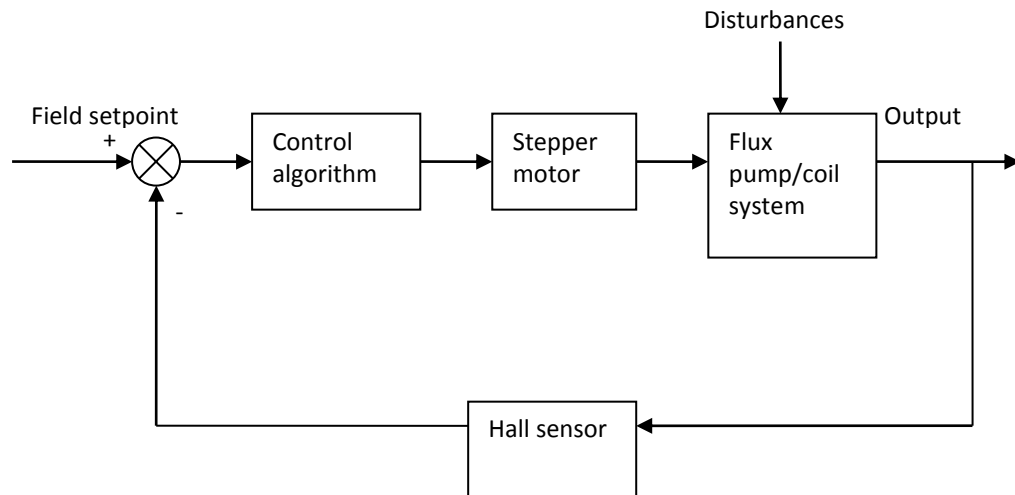 Disturbances
Field setpoint
+
Control
algorithm
Stepper
motor
Flux
pump/coil
system
Output
-
Hall sensor